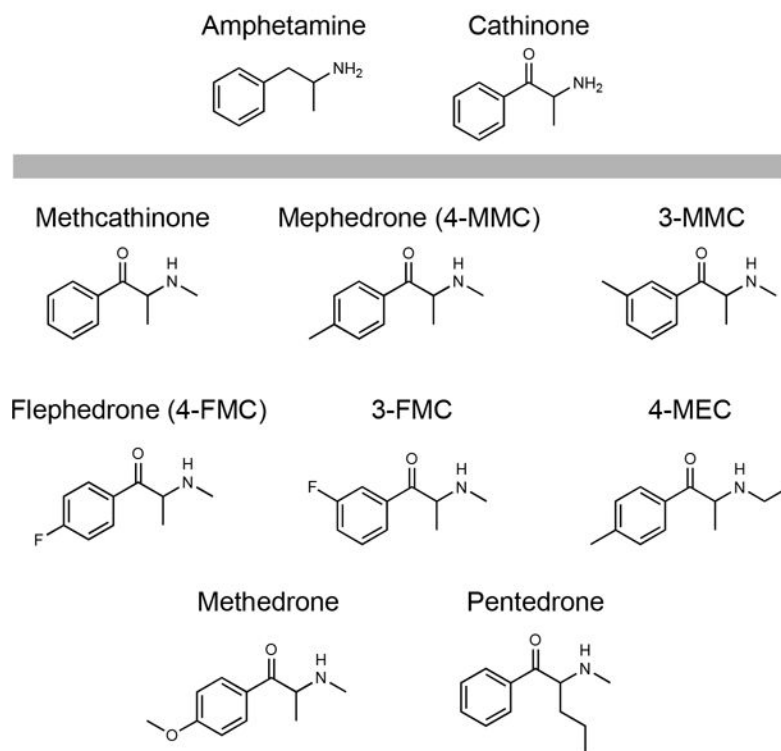 Amphetamine Cathinone
O
NH2 NH2
Methcathinone Mephedrone (4-MMC) 3-MMC
O H O H O H
N N N
Flephedrone (4-FMC) 3-FMC 4-MEC
O H O H O H
N F N N
F
Methedrone Pentedrone
O H O H
N N
O